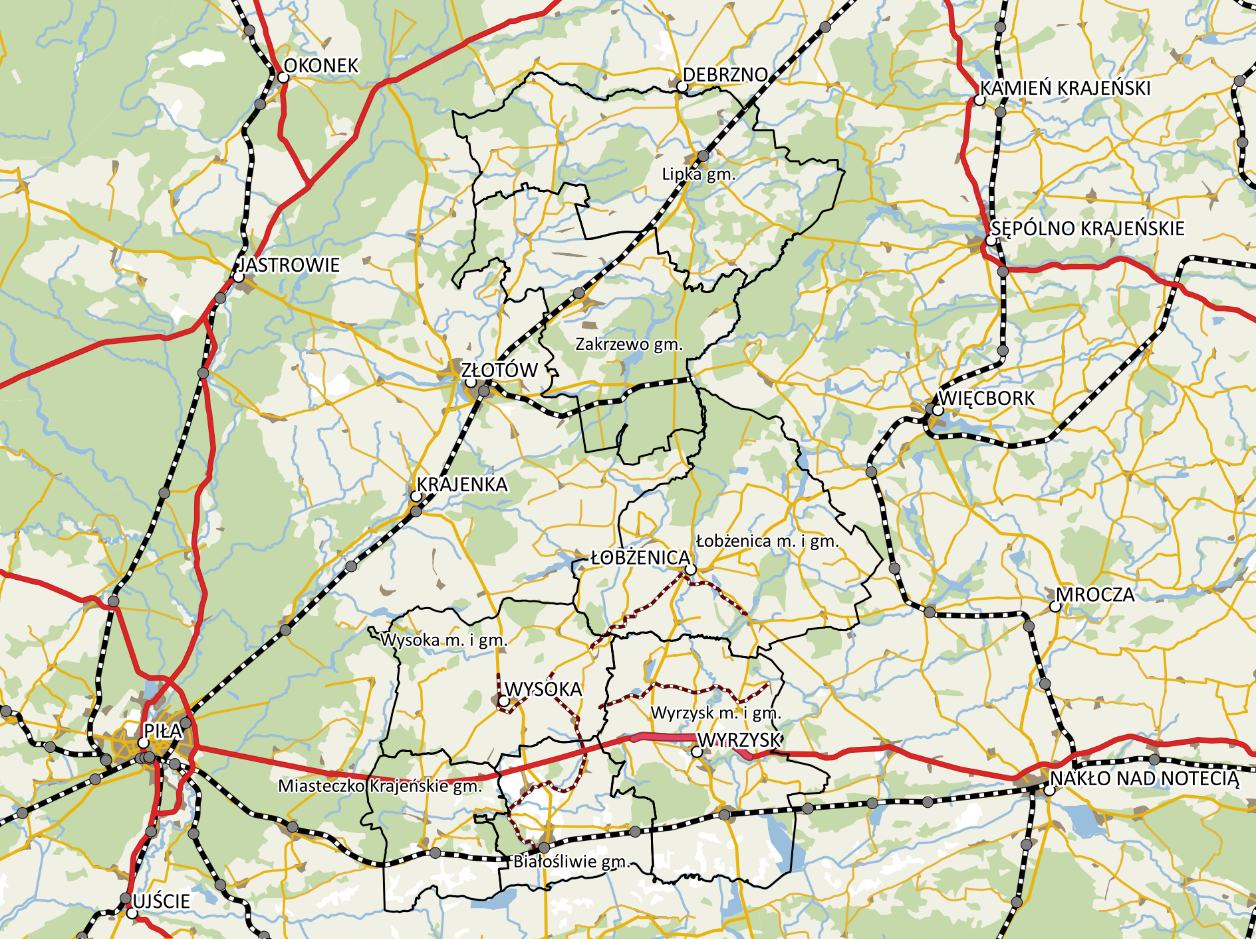 OKONEK
DEBRZNO
KAMIEŃ KRAJEŃSKI
Lipka gm.
SĘPÓLNO KRAJEŃSKIE
JASTROWIE
Zakrzewo gm.
ZŁOTÓW
WIĘCBORK
KRAJENKA
Łobżenica m. i gm.
ŁOBŻENICA
MROCZA
Wysoka m. i gm.
WYSOKA
Wyrzysk m. i gm.
PIŁA
WYRZYSK
NAKŁO NAD NOTECIĄ
Miasteczko Krajeńskie gm.
Białośliwie gm.
UJŚCIE